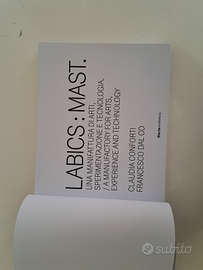 LABICS : MAST.
UNA MANIFATTURA DI ARTI,
SPERIMENTAZIONE E TECNOLOGIA.
/ A MANUFACTORY FOR ARTS,
EXPERIENCE AND TECHNOLOGY
CLAUDIA CONFORTI
FRANCESCO DAL CO
subito